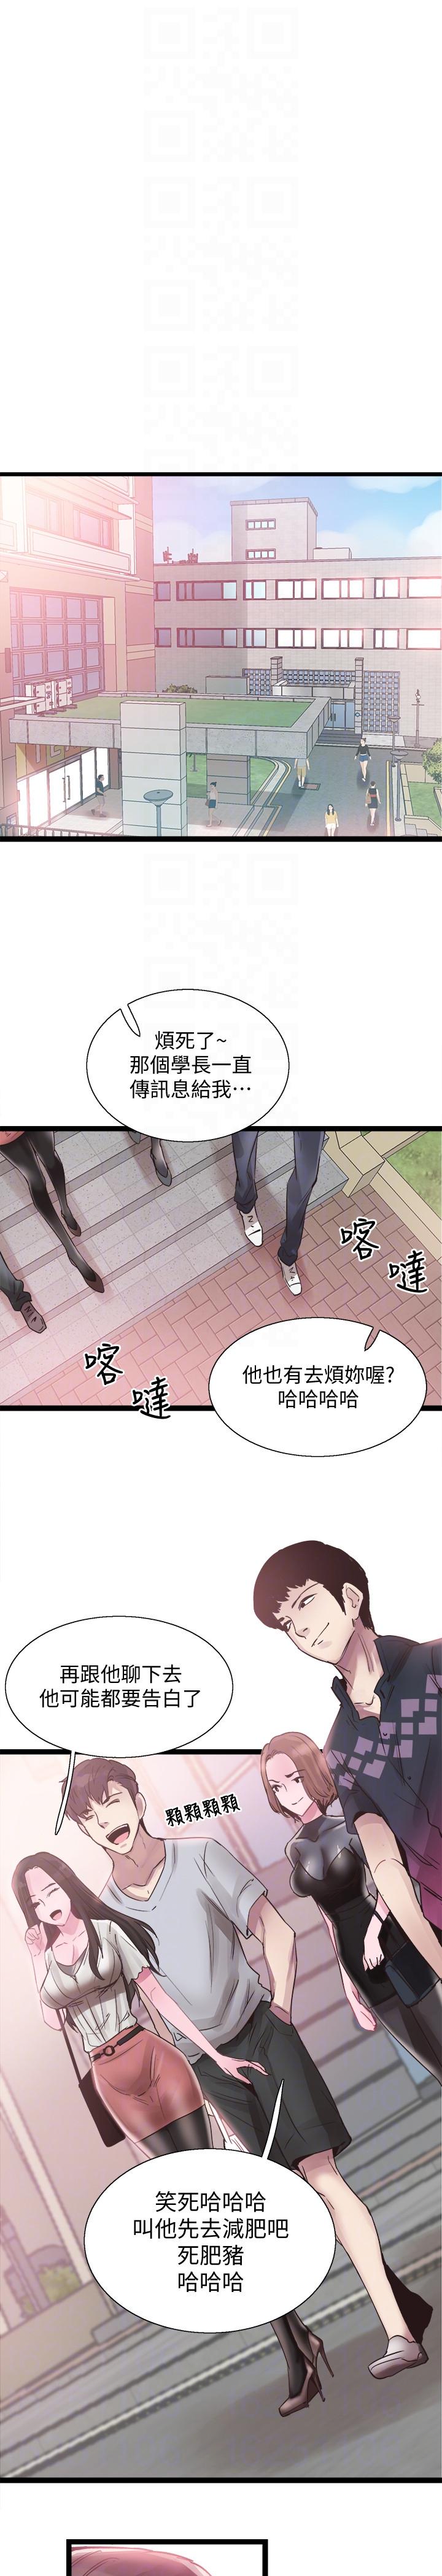 煩死了~
那個學長一直
傳訊息給我⋯
喀
噠
喀
噠
他也有去煩妳喔?
哈哈哈哈
再跟他聊下去
他可能都要告白了
顆顆顆顆
笑死哈哈哈
叫他先去減肥吧
死肥豬
哈哈哈